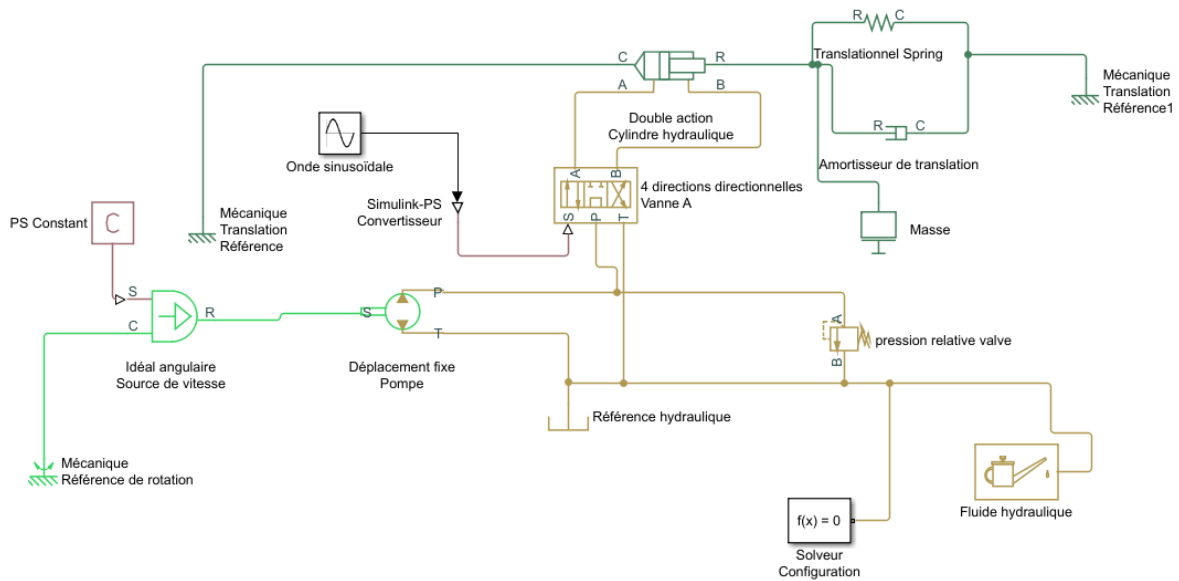 R
C
Translationnel Spring
C
R
Mécanique
Translation
Référence1
A
B
Double action
Cylindre hydraulique
R
C
Amortisseur de translation
Onde sinusoïdale
A
B
4 directions directionnelles
Vanne A
S
P
T
Simulink-PS
Convertisseur
Masse
PS Constant
C
Mécanique
Translation
Référence
S
R
C
S
P
T
A
B
pression relative valve
Idéal angulaire
Source de vitesse
Déplacement fixe
Pompe
Référence hydraulique
Mécanique
Référence de rotation
Fluide hydraulique
f(x) = 0
Solveur
Configuration